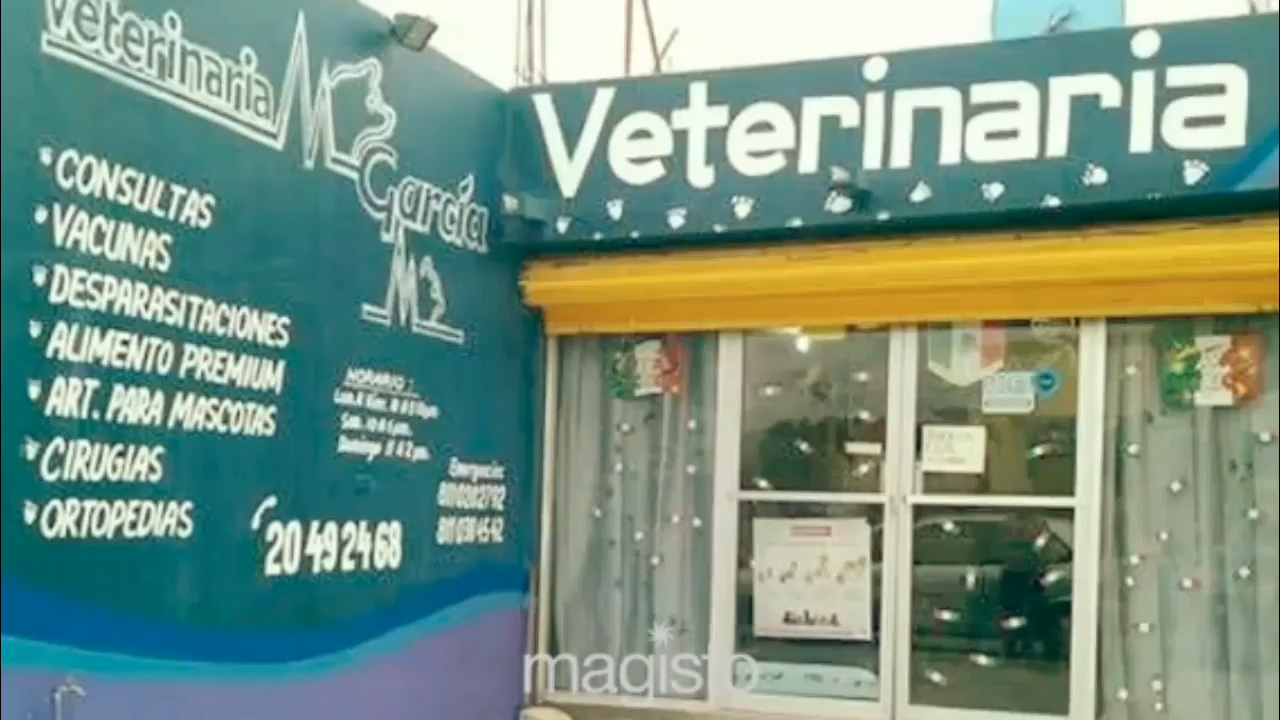 Veterinaria
García
CONSULTAS
VACUNAS
DESPARASITACIONES
ALIMENTO PREMIUM
ART. PARA MASCOTAS
CIRUGIAS
ORTOPEDIAS
HORARIO:
Emergencias
20 49 24 68
Veterinaria
magisto